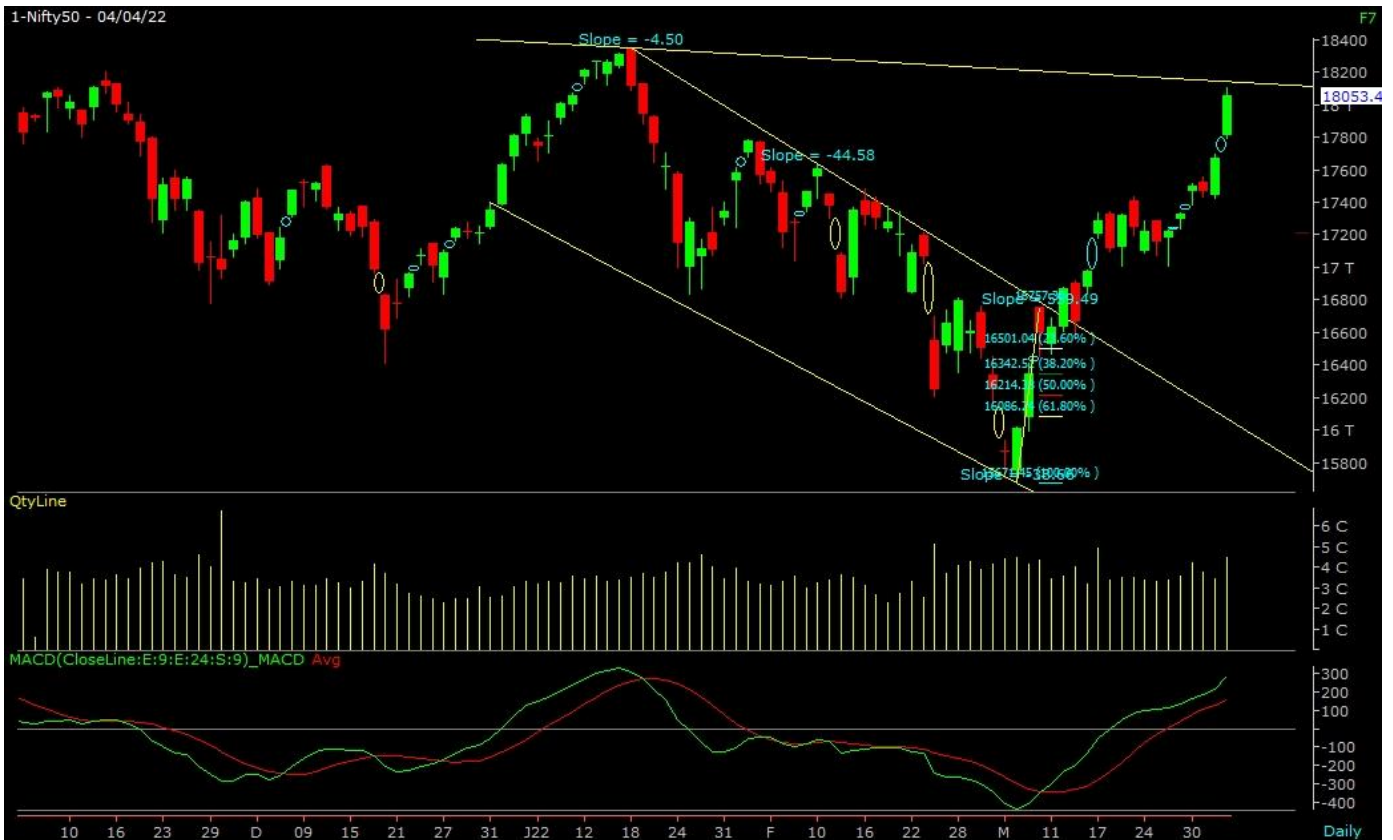 1-Nifty50 - 04/04/22
F7
Slope = -4.50
18400
18200
18053.4
18 T
17800
Slope = -44.58
17600
17400
17200
17 T
16800
Slope =
16501.04
16600
16342.52 (38.20% )
16400
(50.00% )
16200
(61.80% )
16 T
15800
Slope =
QtyLine
6 C
5 C
4 C
3 C
2 C
1 C
MACD(CloseLine:E:9:E:24:S:9)_MACD Avg
300
200
100
-100
-200
-300
-400
10 16 23 29 D 09 15 21 27 31 J22 12 18 24 31 F 10 16 22 28 M 11 17 24 30 Daily